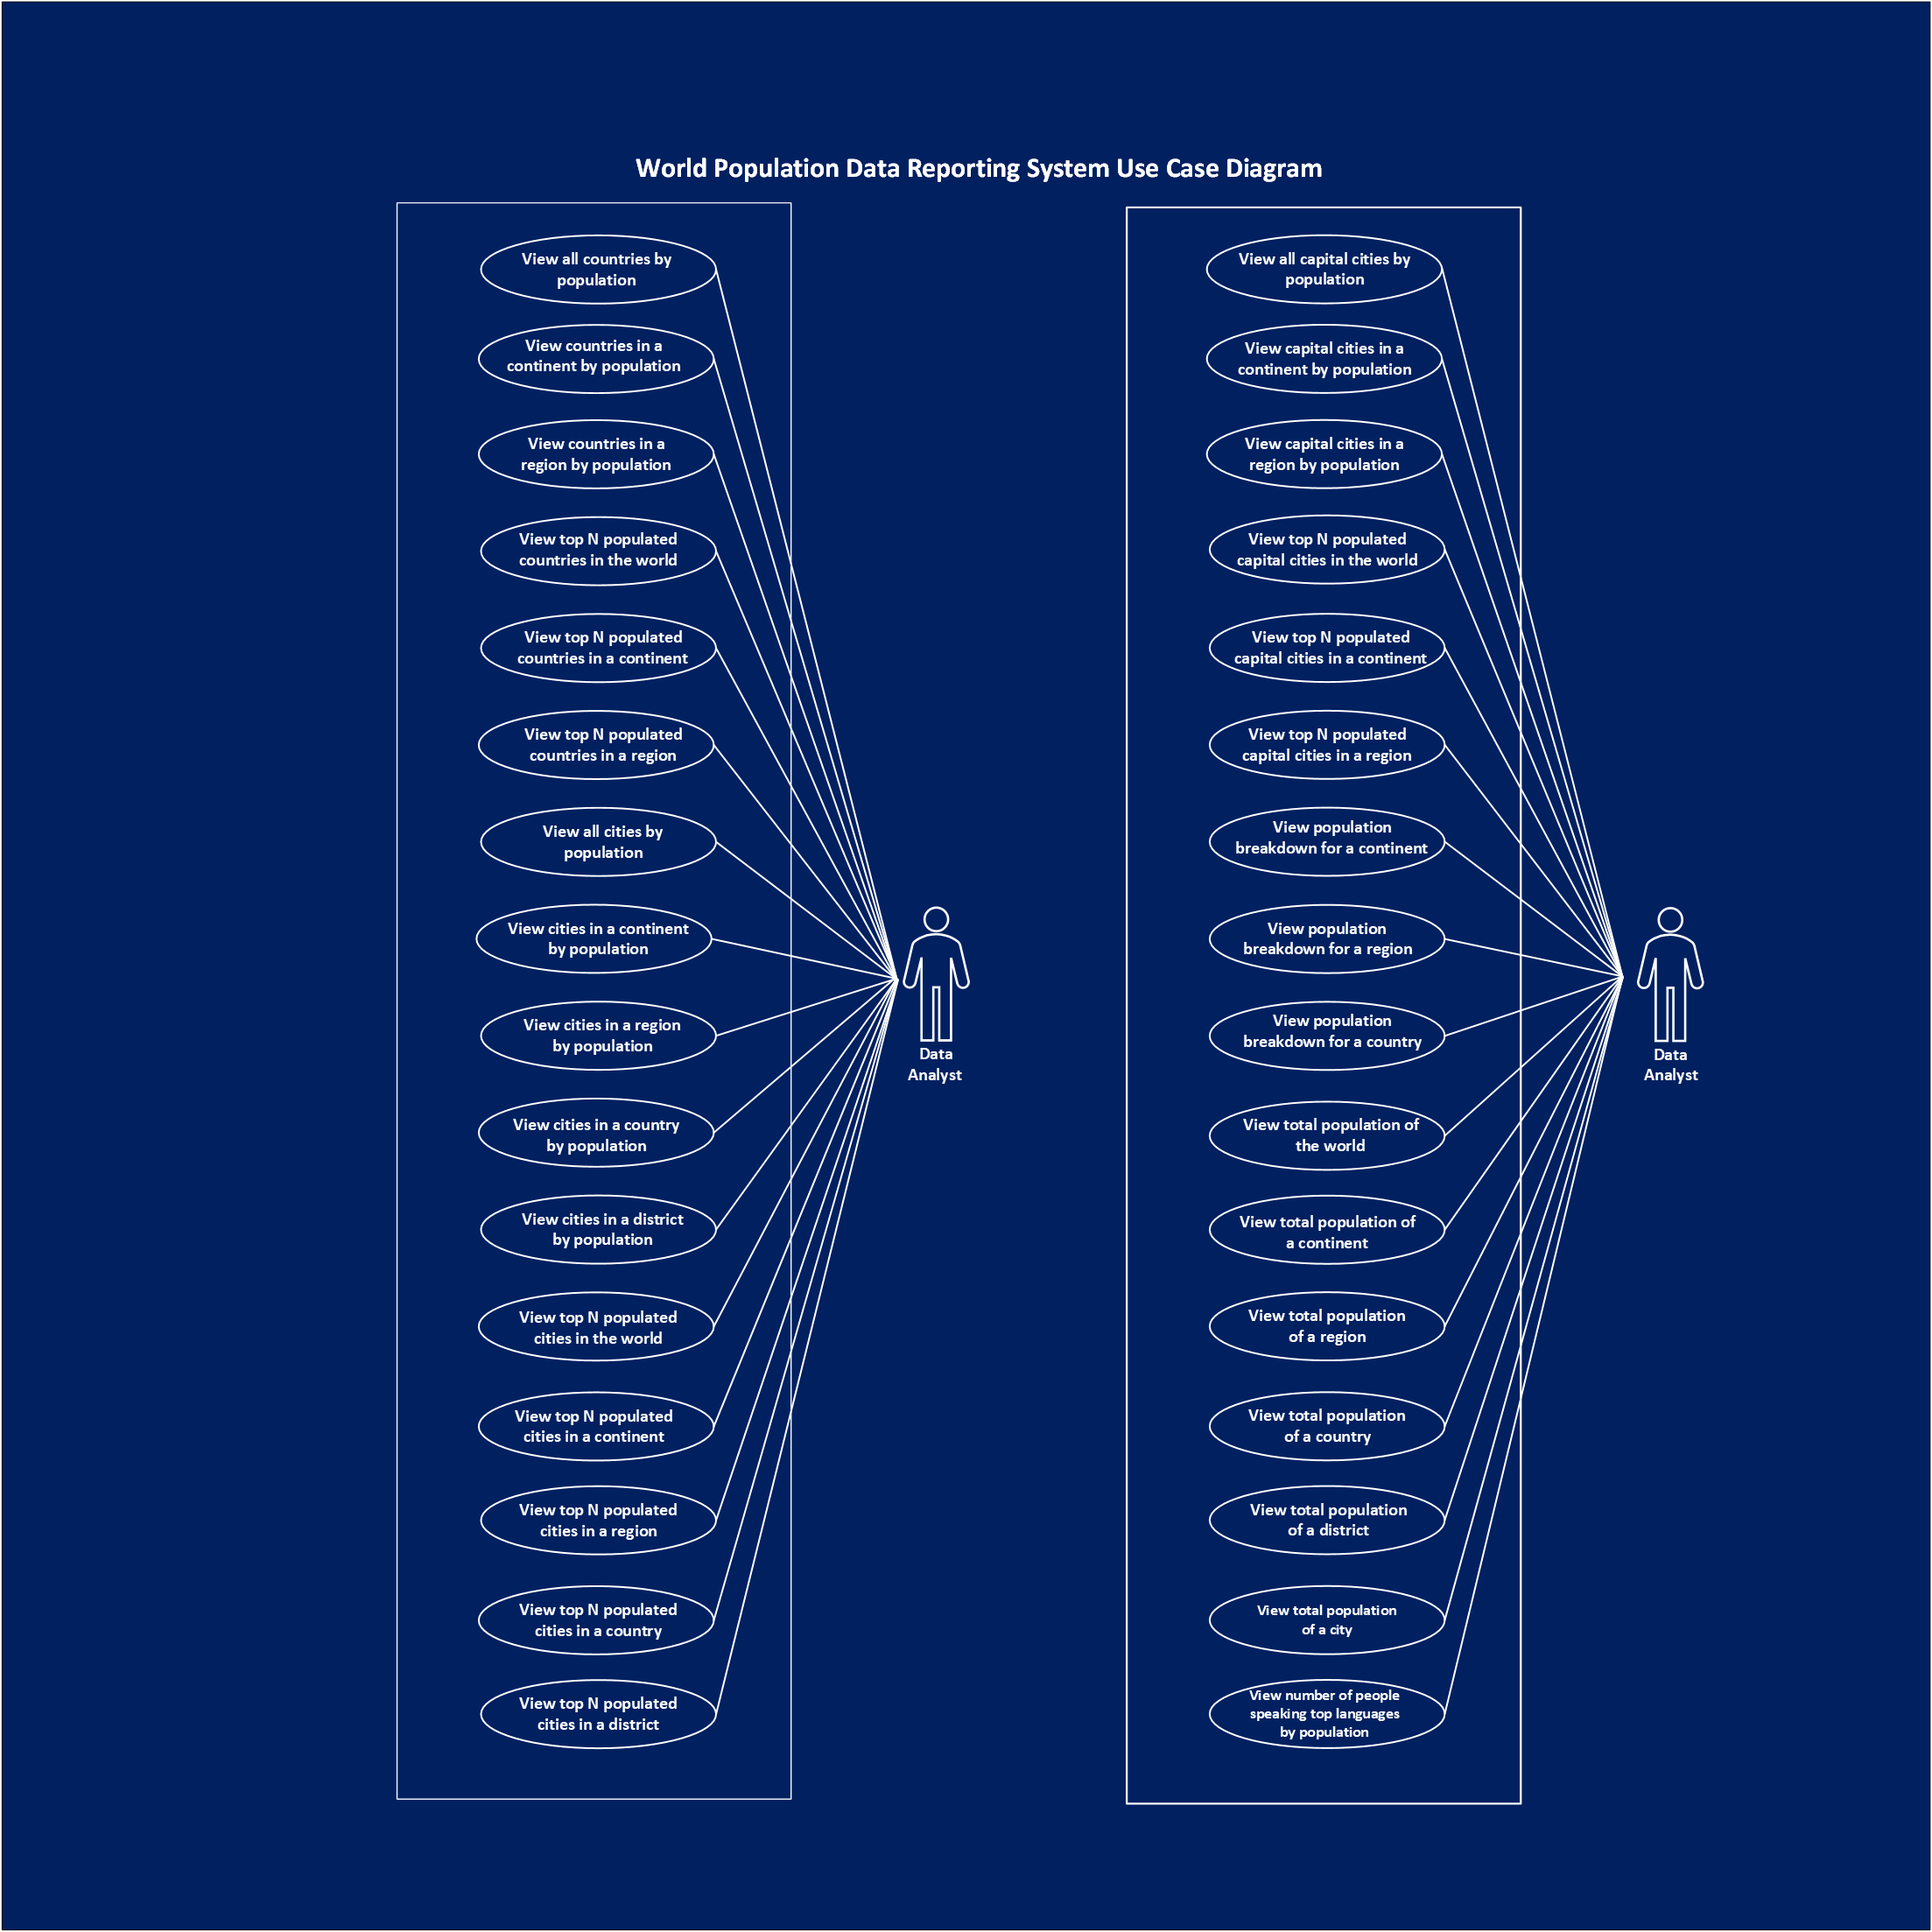 World Population Data Reporting System Use Case Diagram
View all countries by
population
View countries in a
continent by population
View countries in a
region by population
View top N populated
countries in the world
View top N populated
countries in a continent
View top N populated
countries in a region
View all cities by
population
View cities in a continent
by population
View cities in a region
by population
View cities in a country
by population
View cities in a district
by population
View top N populated
cities in the world
View top N populated
cities in a continent
View top N populated
cities in a region
View top N populated
cities in a country
View top N populated
cities in a district
Data
Analyst
View all capital cities by
population
View capital cities in a
continent by population
View capital cities in a
region by population
View top N populated
capital cities in the world
View top N populated
capital cities in a continent
View top N populated
capital cities in a region
View population
breakdown for a continent
View population
breakdown for a region
View population
breakdown for a country
View total population of
the world
View total population of
a continent
View total population
of a region
View total population
of a country
View total population
of a district
View total population
of a city
View number of people
speaking top languages
by population
Data
Analyst